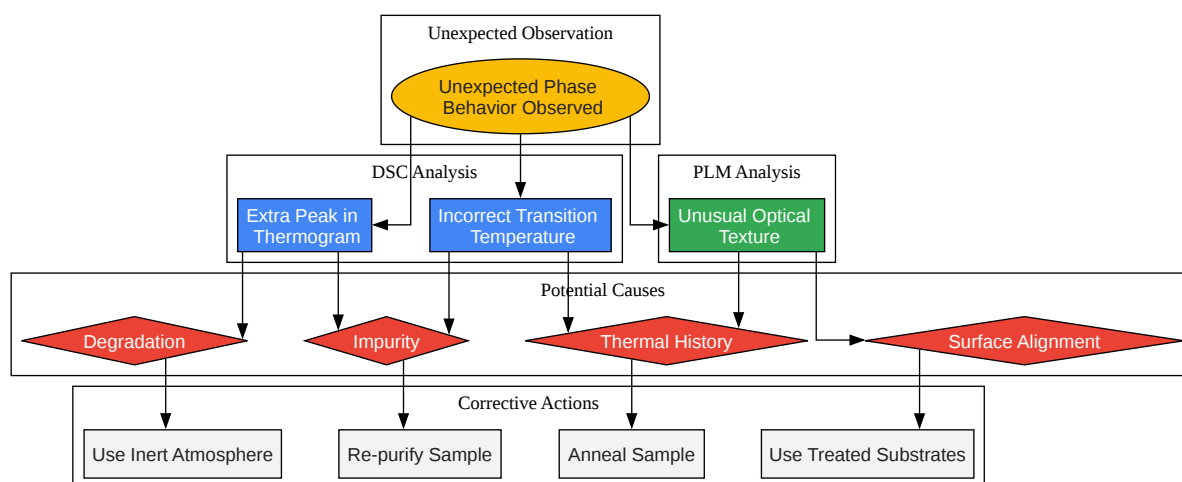 Unexpected Observation
Unexpected Phase
Behavior Observed
DSC Analysis
PLM Analysis
Extra Peak in
Thermogram
Incorrect Transition
Temperature
Unusual Optical
Texture
Potential Causes
Degradation
Impurity
Thermal History
Surface Alignment
Corrective Actions
Use Inert Atmosphere
Re-purify Sample
Anneal Sample
Use Treated Substrates